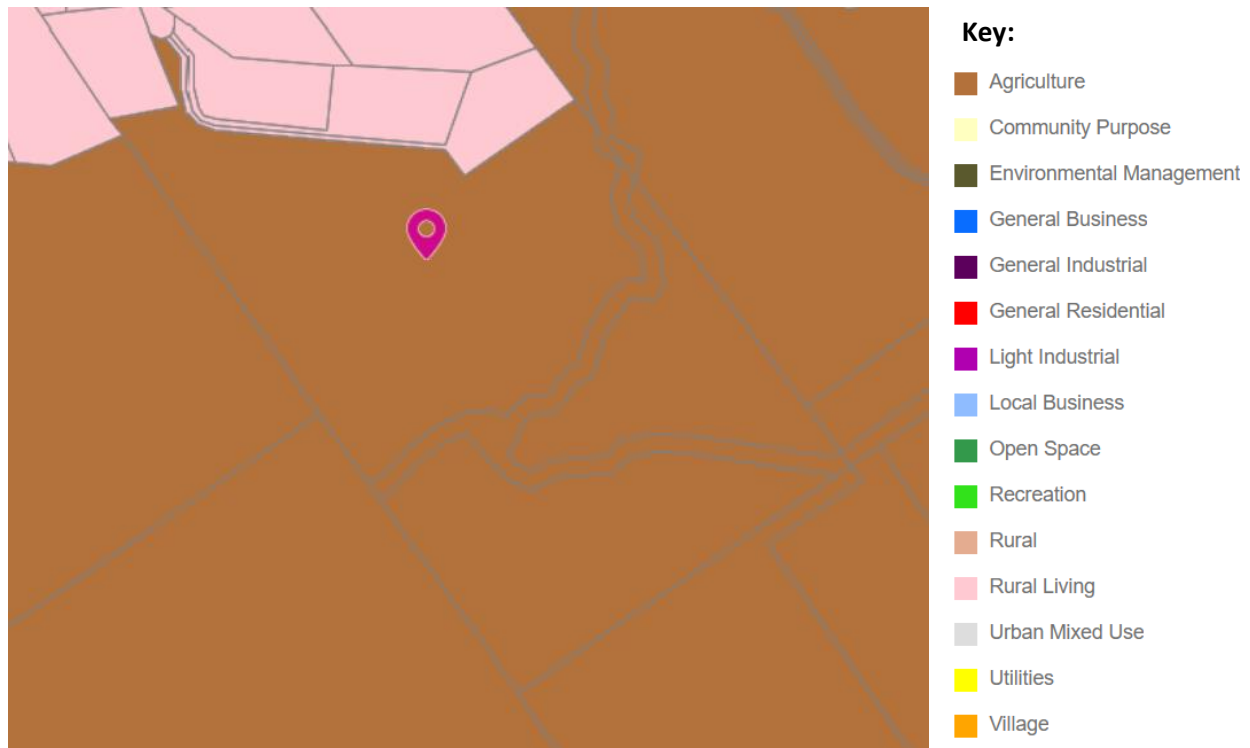 Key:
Agriculture
Community Purpose
Environmental Management
General Business
General Industrial
General Residential
Light Industrial
Local Business
Open Space
Recreation
Rural
Rural Living
Urban Mixed Use
Utilities
Village